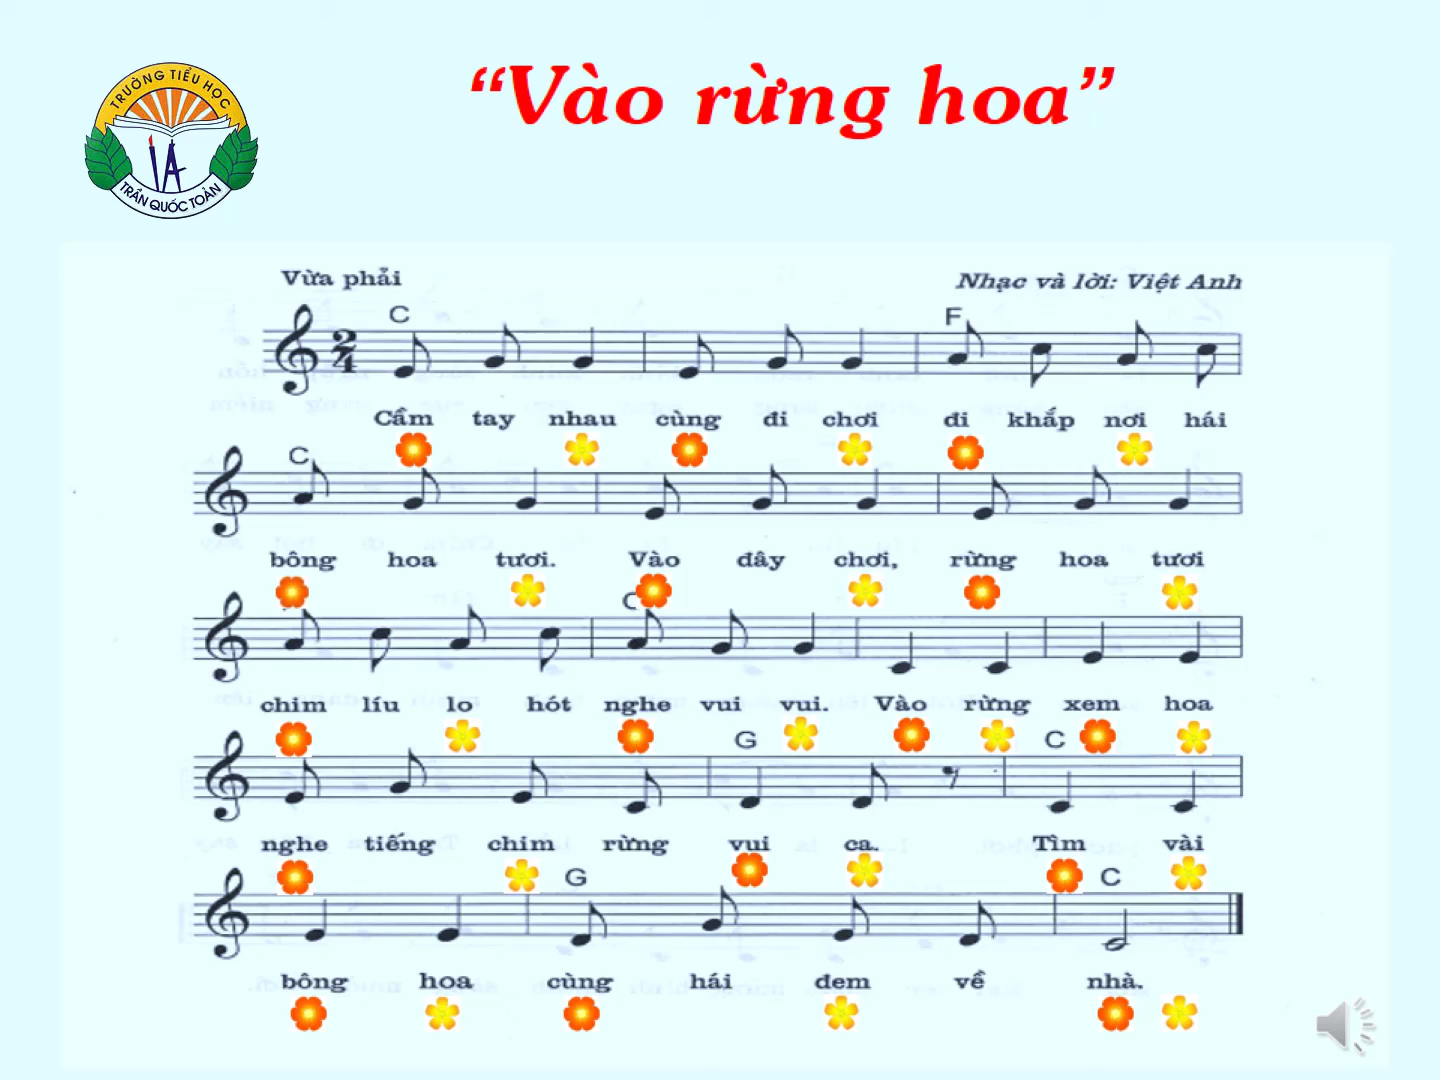 TRƯỜNG TIỂU HỌC
TRẦN QUỐC TOẢN
“Vào rừng hoa”
Vừa phải
Nhạc và lời: Việt Anh
C F
2
4
Cầm tay nhau cùng đi chơi đi khắp nơi hái
C
bông hoa tươi. Vào đây chơi, rừng hoa tươi
C
chim líu lo hót nghe vui vui. Vào rừng xem hoa
G C
nghe tiếng chim rừng vui ca. Tìm vài
G C
bông hoa cùng hái đem về nhà.